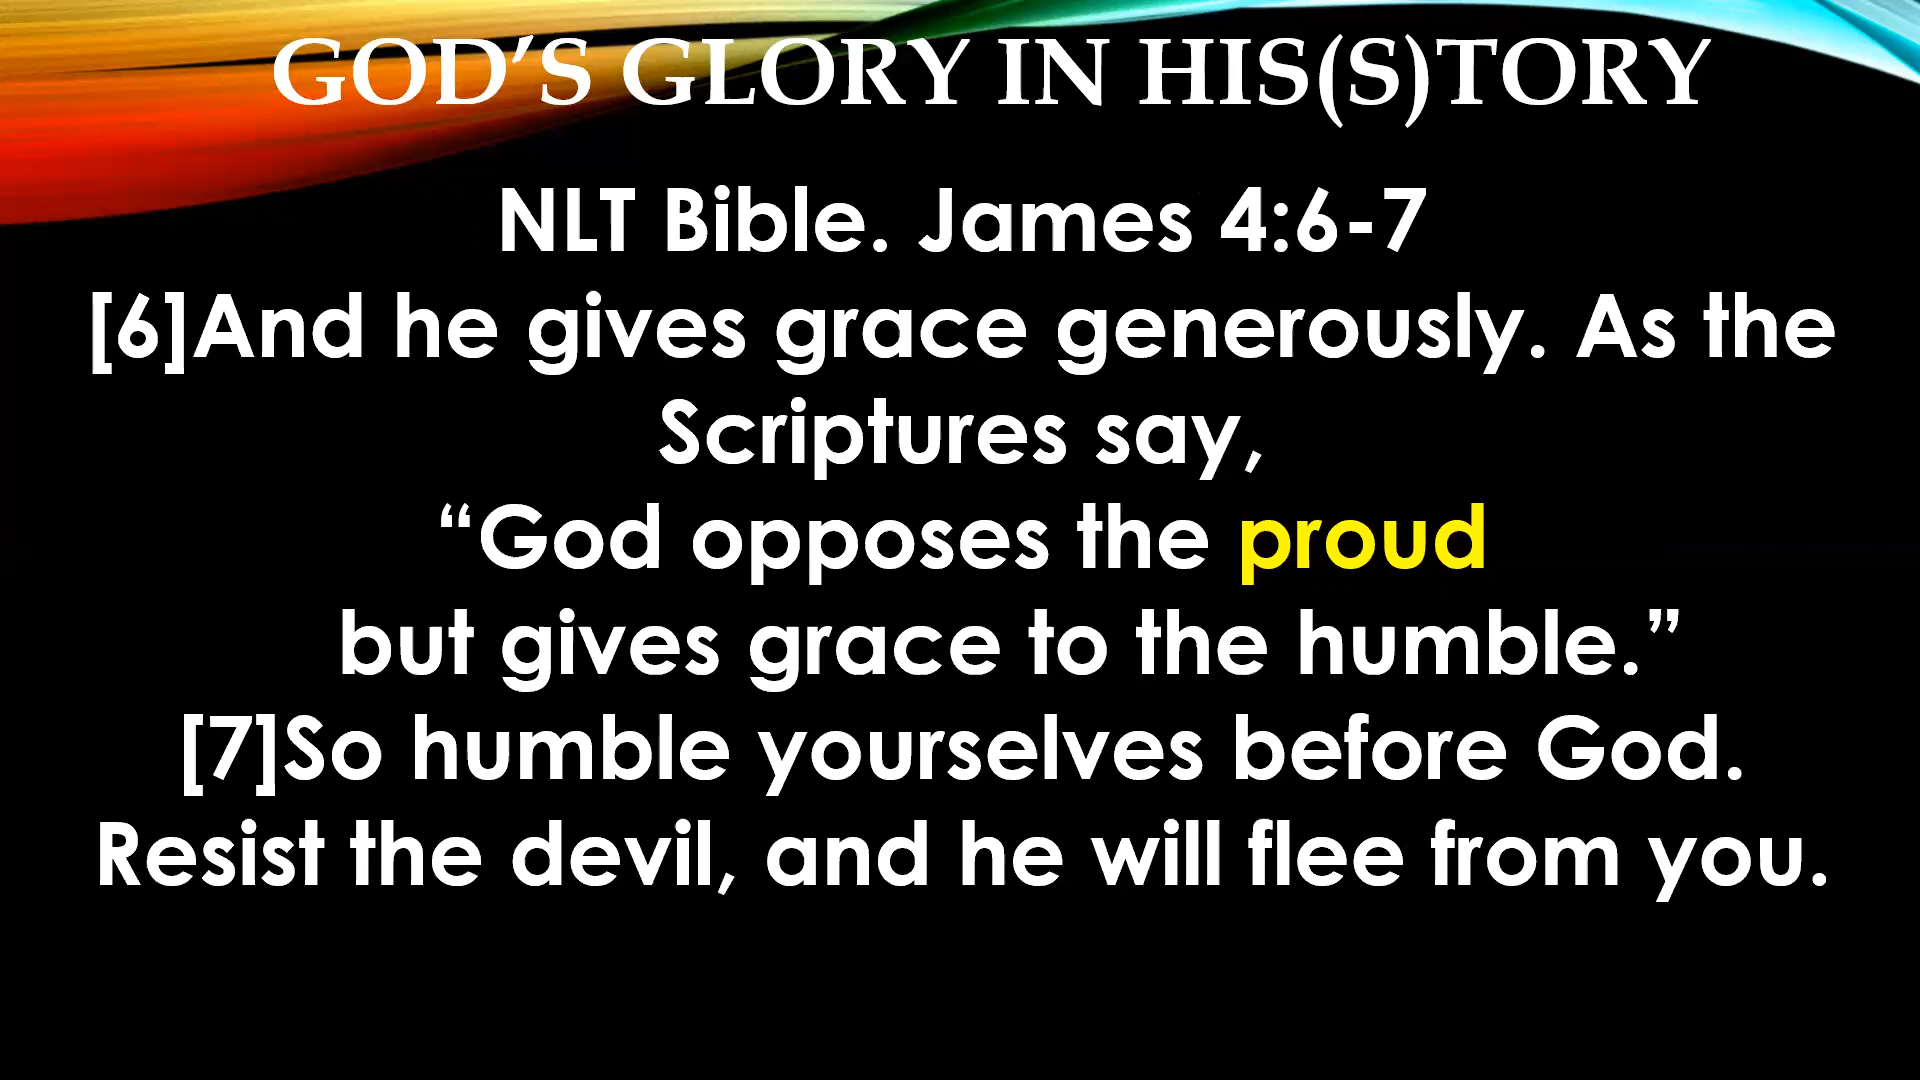 GOD’S GLORY IN HIS(S)TORY
NLT Bible. James 4:6-7
[6]And he gives grace generously. As the
Scriptures say,
“God opposes the proud
but gives grace to the humble.”
[7]So humble yourselves before God.
Resist the devil, and he will flee from you.